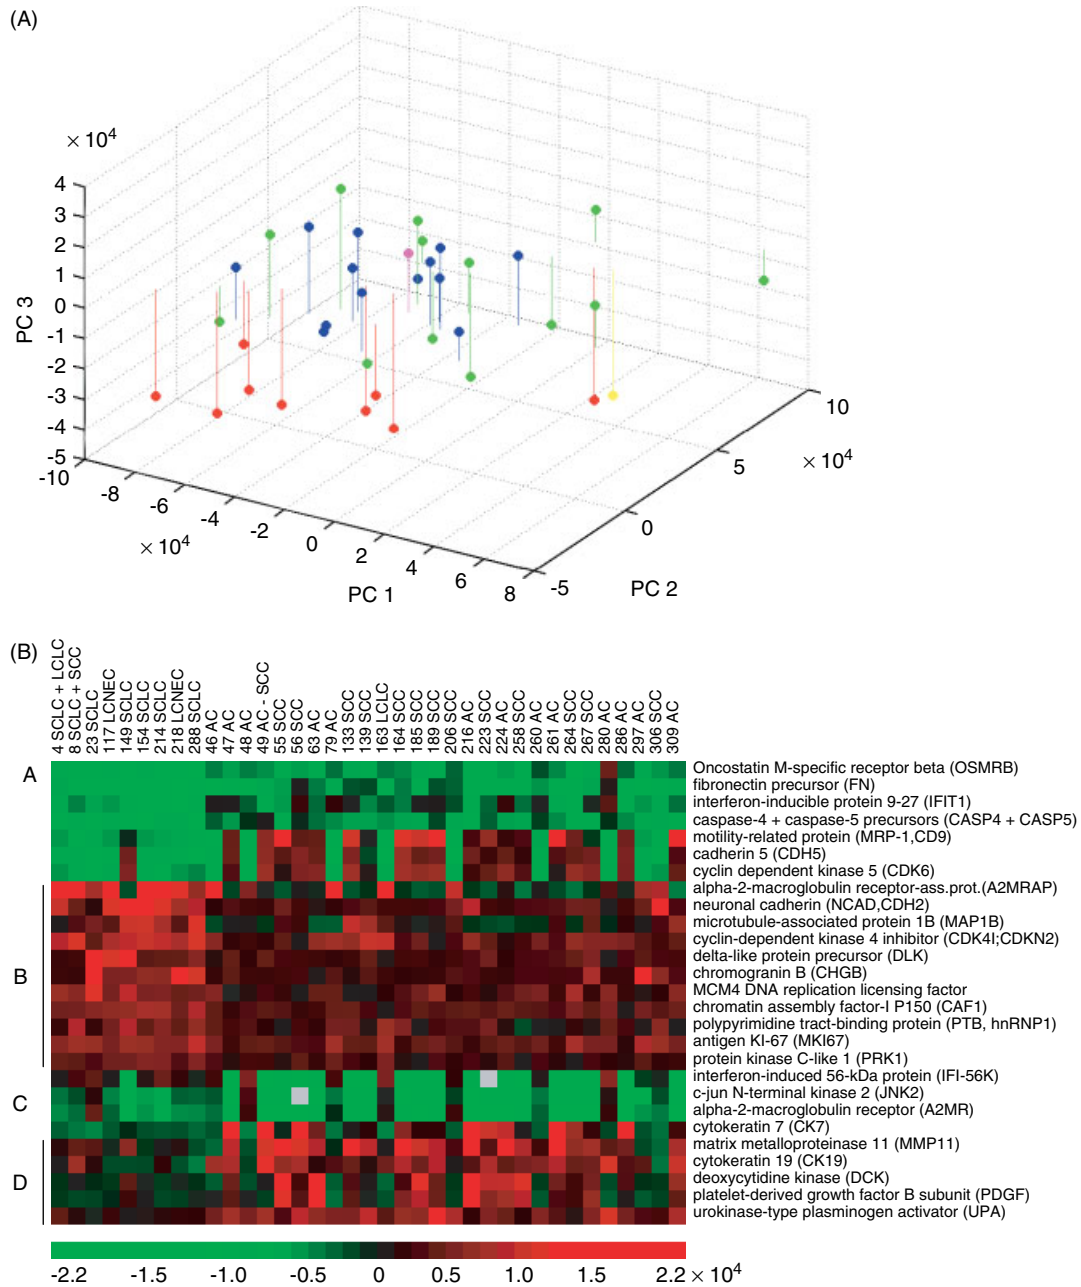 (A)
× 10⁴
4
3
2
1
0
-1
-2
-3
-4
-5
PC 3
-10
-8
-6
-4
-2
0
2
4
6
8
× 10⁴
PC 1
-5
0
5
10
× 10⁴
PC 2
(B)
4 SCLC + LCLC
8 SCLC + SCC
23 SCLC
117 LCNEC
149 SCLC
154 SCLC
214 SCLC
218 LCNEC
288 SCLC
46 AC
47 AC
48 AC
49 AC - SCC
55 SCC
56 SCC
63 AC
79 AC
133 SCC
139 SCC
163 LCLC
164 SCC
185 SCC
189 SCC
206 SCC
216 AC
223 SCC
224 AC
258 SCC
260 AC
261 AC
264 SCC
267 SCC
280 AC
286 AC
297 AC
306 SCC
309 AC
A
B
C
D
Oncostatin M-specific receptor beta (OSMRB)
fibronectin precursor (FN)
interferon-inducible protein 9-27 (IFIT1)
caspase-4 + caspase-5 precursors (CASP4 + CASP5)
motility-related protein (MRP-1,CD9)
cadherin 5 (CDH5)
cyclin dependent kinase 5 (CDK6)
alpha-2-macroglobulin receptor-ass.prot.(A2MRAP)
neuronal cadherin (NCAD,CDH2)
microtubule-associated protein 1B (MAP1B)
cyclin-dependent kinase 4 inhibitor (CDK4I;CDKN2)
delta-like protein precursor (DLK)
chromogranin B (CHGB)
MCM4 DNA replication licensing factor
chromatin assembly factor-I P150 (CAF1)
polypyrimidine tract-binding protein (PTB, hnRNP1)
antigen KI-67 (MKI67)
protein kinase C-like 1 (PRK1)
interferon-induced 56-kDa protein (IFI-56K)
c-jun N-terminal kinase 2 (JNK2)
alpha-2-macroglobulin receptor (A2MR)
cytokeratin 7 (CK7)
matrix metalloproteinase 11 (MMP11)
cytokeratin 19 (CK19)
deoxycytidine kinase (DCK)
platelet-derived growth factor B subunit (PDGF)
urokinase-type plasminogen activator (UPA)
-2.2 -1.5 -1.0 -0.5 0 0.5 1.0 1.5 2.2 × 10⁴